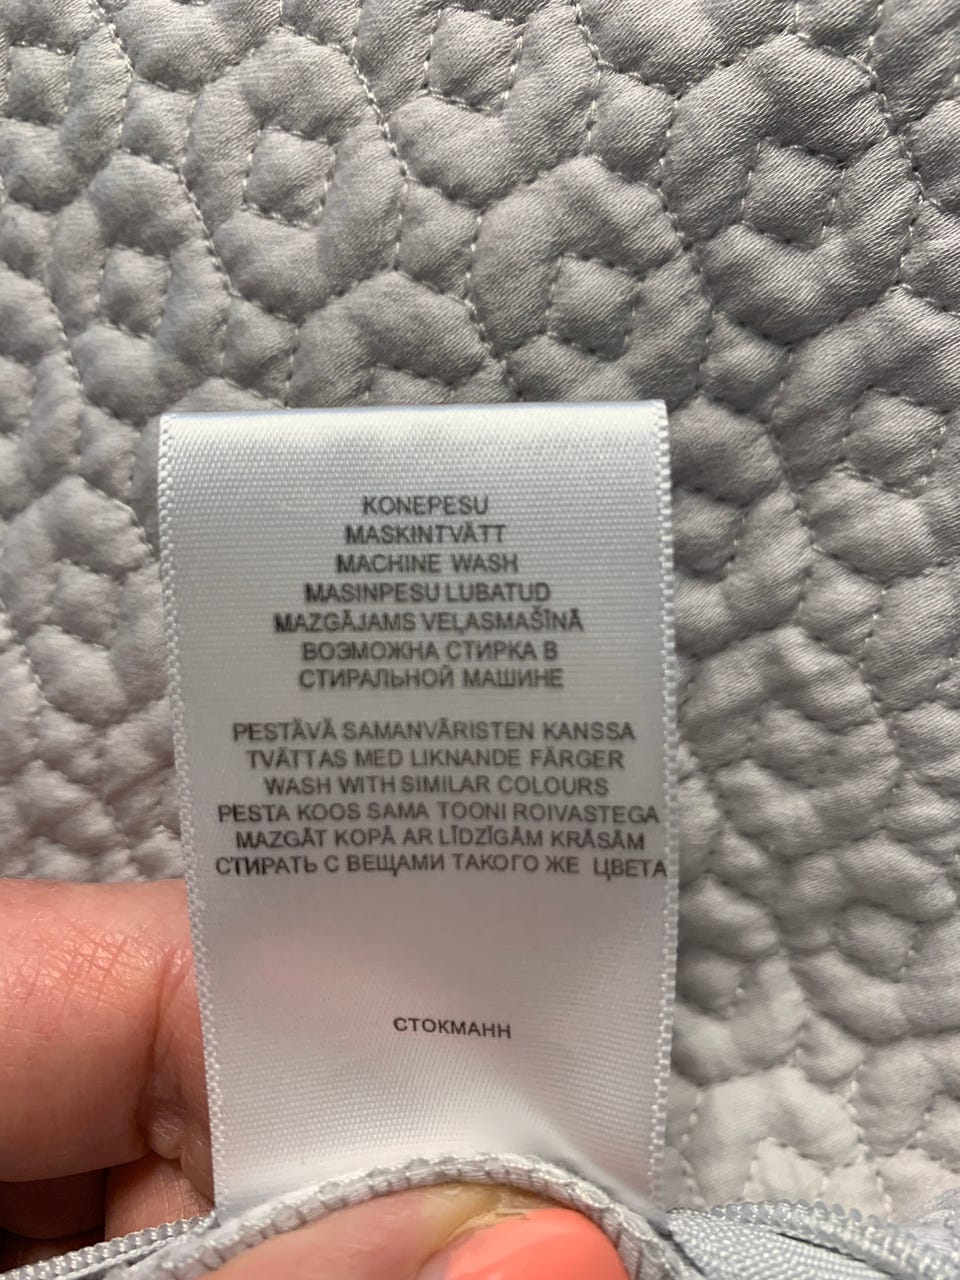 KONEPESU
MASKINTVÄTT
MACHINE WASH
MASINPESU LUBATUD
MAZGĀJAMS VEĻASMAŠĪNĀ
ВОЗМОЖНА СТИРКА В
СТИРАЛЬНОЙ МАШИНЕ
PESTÄVÄ SAMANVÄRISTEN KANSSA
TVÄTTAS MED LIKNANDE FÄRGER
WASH WITH SIMILAR COLOURS
PESTA KOOS SAMA TOONI ROIVASTEGA
MAZGĀT KOPĀ AR LĪDZĪGĀM KRĀSĀM
СТИРАТЬ С ВЕЩАМИ ТАКОГО ЖЕ ЦВЕТА
СТОКМАНН